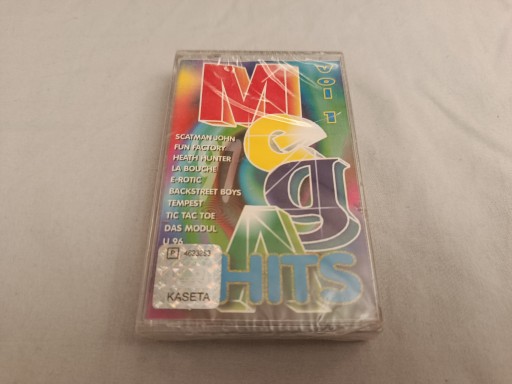 MEGA
VOL 1
SCATMAN JOHN
FUN FACTORY
HEATH HUNTER
LA BOUCHE
E-ROTIC
BACKSTREET BOYS
TEMPEST
TIC TAC TOE
DAS MODUL
U 96
HITS
P
KASETA